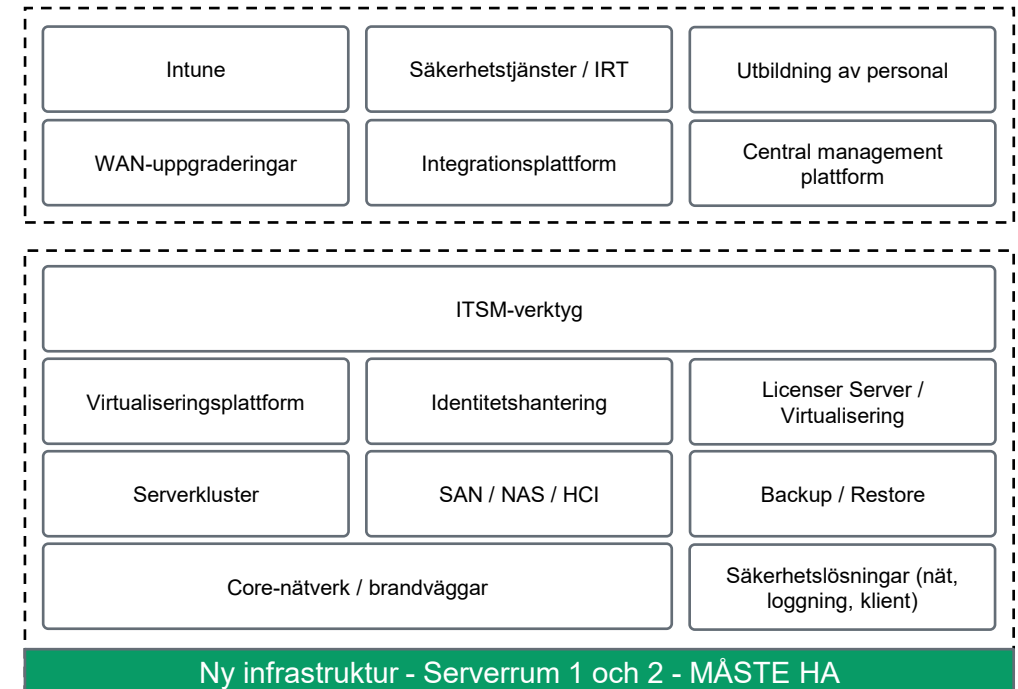 Intune
Säkerhetstjänster / IRT
Utbildning av personal
WAN-uppgraderingar
Integrationsplattform
Central management
plattform
ITSM-verktyg
Virtualiseringsplattform
Identitetshantering
Licenser Server /
Virtualisering
Serverkluster
SAN / NAS / HCI
Backup / Restore
Core-nätverk / brandväggar
Säkerhetslösningar (nät,
loggning, klient)
Ny infrastruktur - Serverrum 1 och 2 - MÅSTE HA